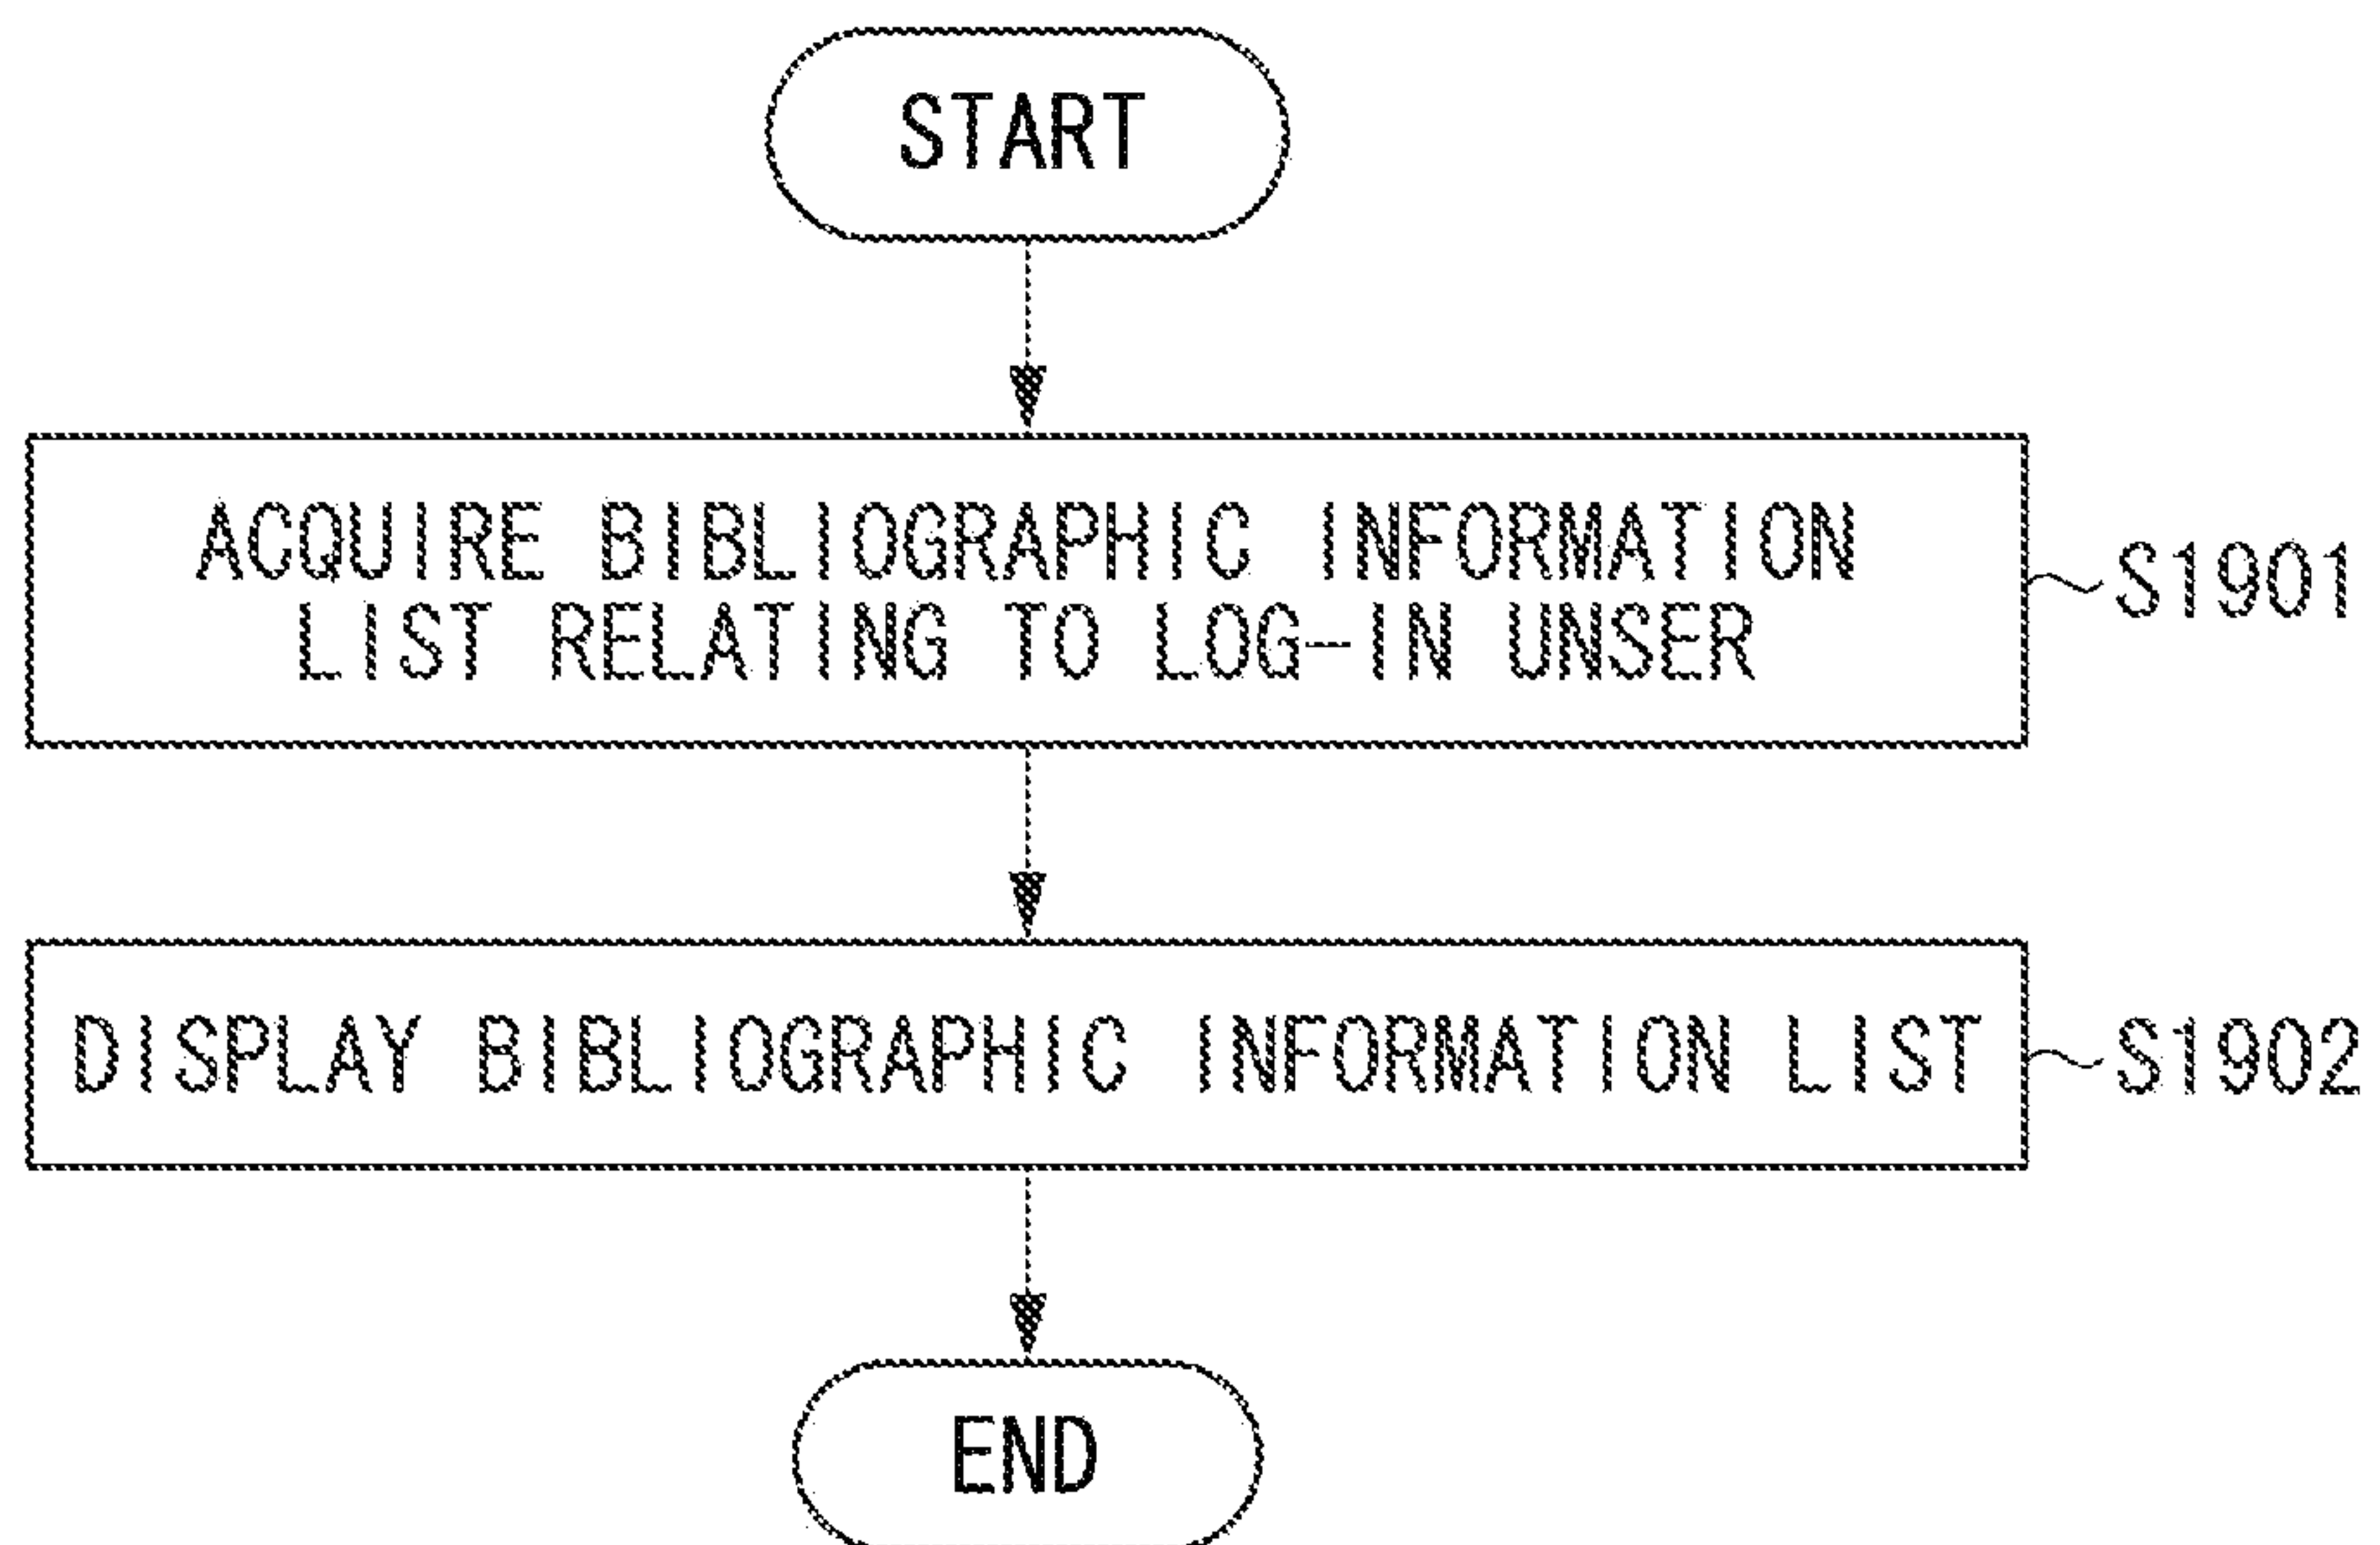 START
ACQUIRE BIBLIOGRAPHIC INFORMATION
LIST RELATING TO LOG-IN UNSER
S1901
DISPLAY BIBLIOGRAPHIC INFORMATION LIST
S1902
END